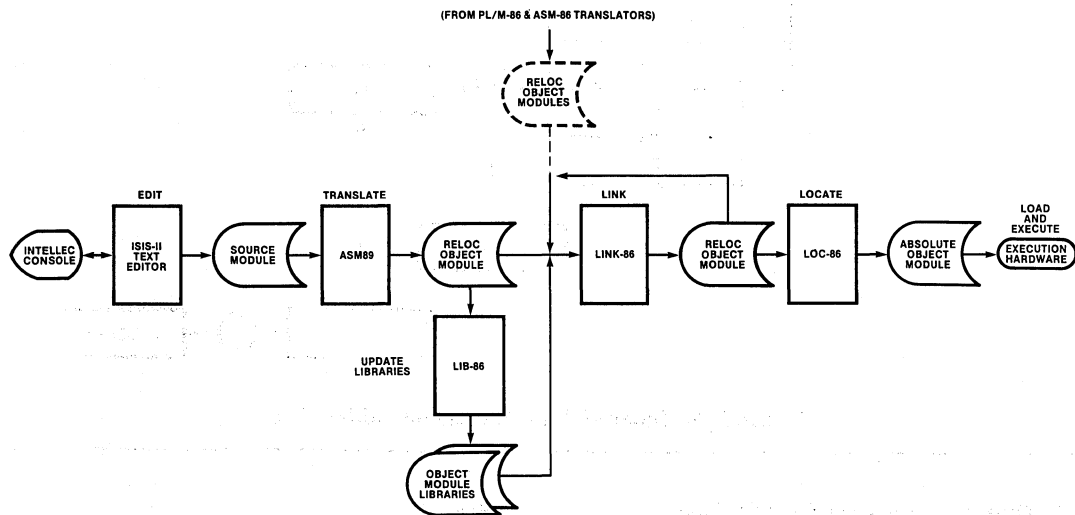 (FROM PL/M-86 & ASM-86 TRANSLATORS)
RELOC
OBJECT
MODULES
EDIT
TRANSLATE
LINK
LOCATE
LOAD
AND
EXECUTE
INTELLEC
CONSOLE
ISIS-II
TEXT
EDITOR
SOURCE
MODULE
ASM89
RELOC
OBJECT
MODULE
LINK-86
RELOC
OBJECT
MODULE
LOC-86
ABSOLUTE
OBJECT
MODULE
EXECUTION
HARDWARE
UPDATE
LIBRARIES
LIB-86
OBJECT
MODULE
LIBRARIES